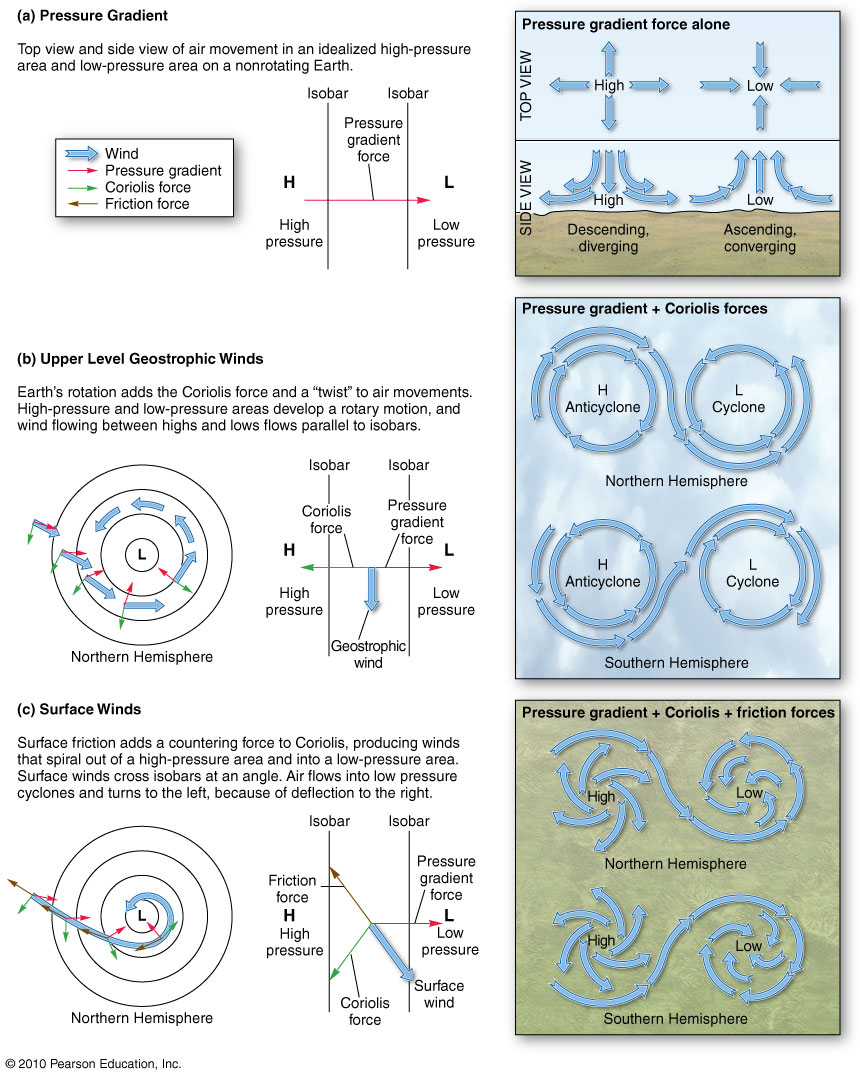 (a) Pressure Gradient
Top view and side view of air movement in an idealized high-pressure
area and low-pressure area on a nonrotating Earth.
Wind
Pressure gradient
Coriolis force
Friction force
Isobar
Isobar
Pressure
gradient
force
H
L
High
pressure
Low
pressure
Pressure gradient force alone
TOP VIEW
High
Low
SIDE VIEW
High
Low
Descending,
diverging
Ascending,
converging
(b) Upper Level Geostrophic Winds
Earth's rotation adds the Coriolis force and a “twist” to air movements.
High-pressure and low-pressure areas develop a rotary motion, and
wind flowing between highs and lows flows parallel to isobars.
L
Northern Hemisphere
Isobar
Isobar
Coriolis
force
Pressure
gradient
force
H
L
High
pressure
Low
pressure
Geostrophic
wind
Pressure gradient + Coriolis forces
H
Anticyclone
L
Cyclone
Northern Hemisphere
H
Anticyclone
L
Cyclone
Southern Hemisphere
(c) Surface Winds
Surface friction adds a countering force to Coriolis, producing winds
that spiral out of a high-pressure area and into a low-pressure area.
Surface winds cross isobars at an angle. Air flows into low pressure
cyclones and turns to the left, because of deflection to the right.
L
Northern Hemisphere
Isobar
Isobar
Friction
force
Pressure
gradient
force
H
L
High
pressure
Low
pressure
Coriolis
force
Surface
wind
Pressure gradient + Coriolis + friction forces
High
Low
Northern Hemisphere
High
Low
Southern Hemisphere
© 2010 Pearson Education, Inc.